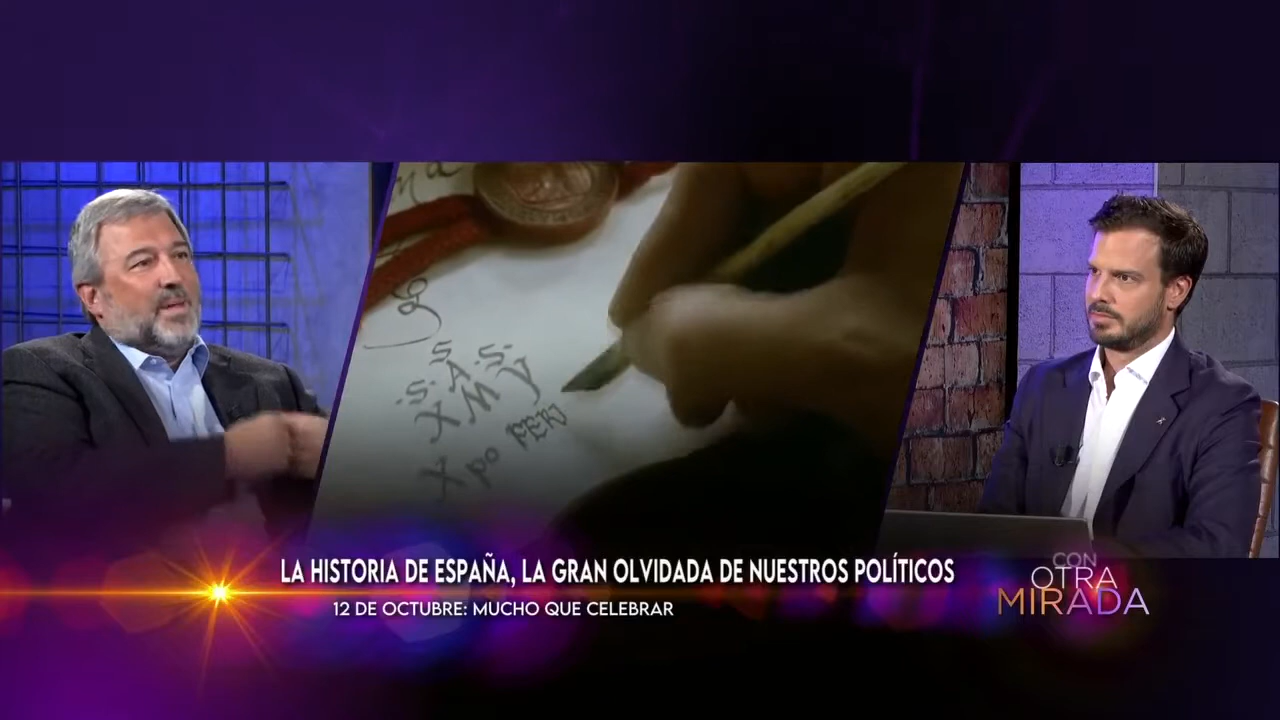 .S.
.S. A .S.
X M Y
Xpo FERJ
LA HISTORIA DE ESPAÑA, LA GRAN OLVIDADA DE NUESTROS POLÍTICOS
12 DE OCTUBRE: MUCHO QUE CELEBRAR
CON
OTRA
MIRADA